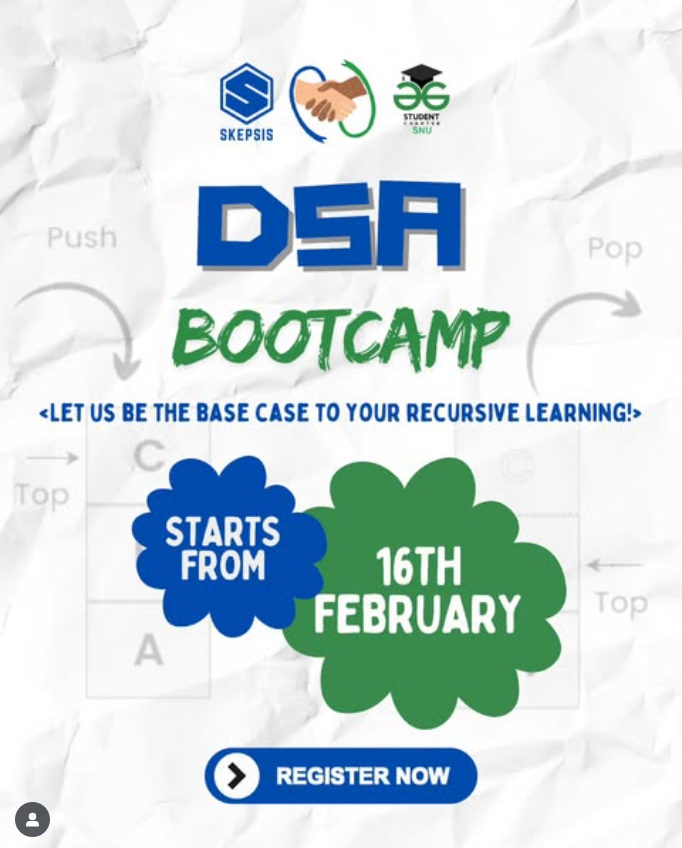 SKEPSIS
STUDENT
CHAPTER
SNU
DSA
Push
Pop
BOOTCAMP
<LET US BE THE BASE CASE TO YOUR RECURSIVE LEARNING!>
C
C
Top
STARTS
FROM
16TH
FEBRUARY
Top
A
REGISTER NOW